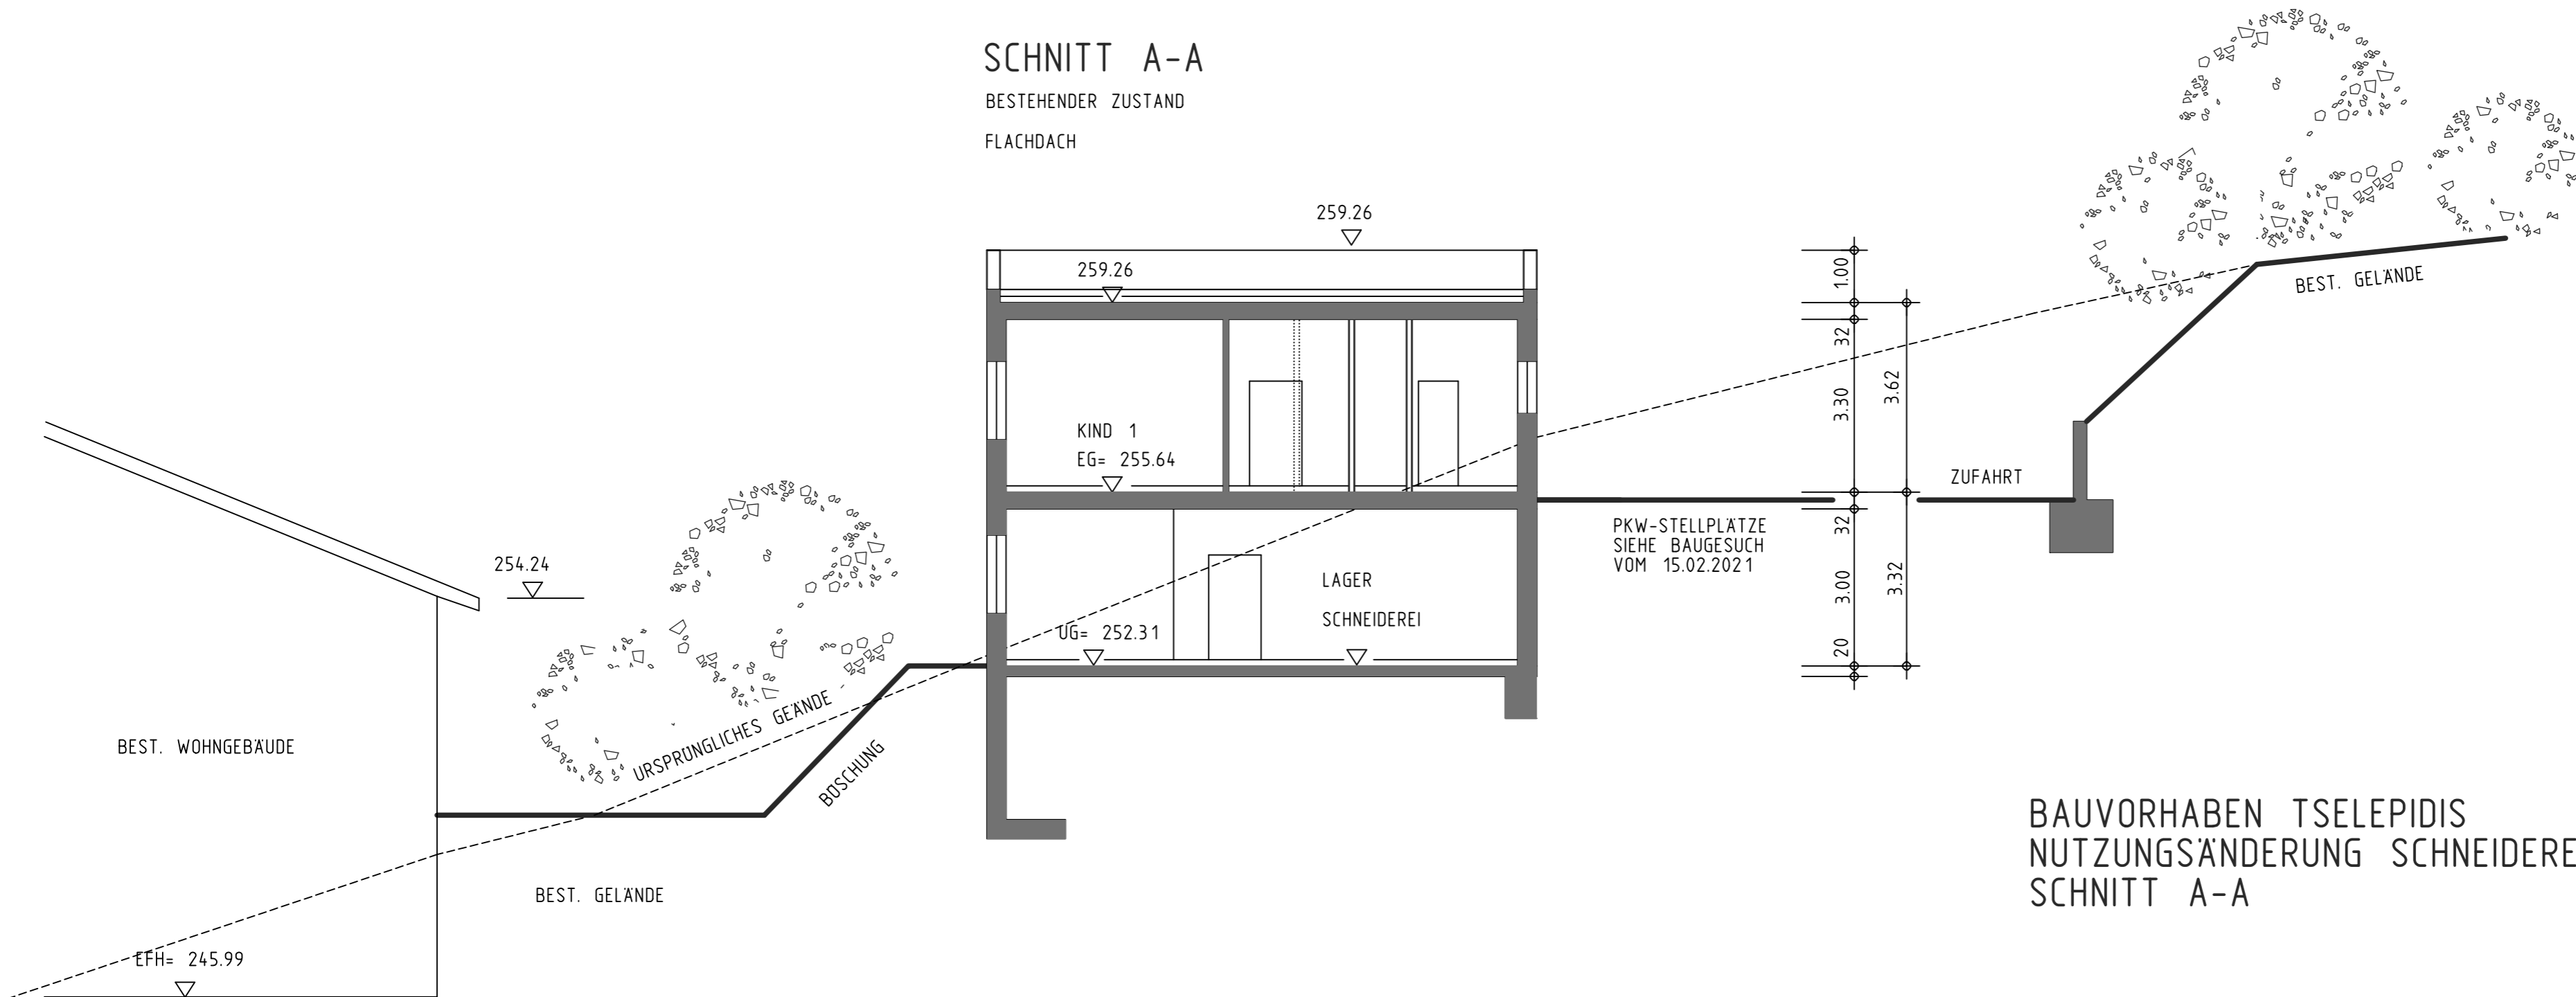 SCHNITT A-A
BESTEHENDER ZUSTAND
FLACHDACH
259.26
259.26
1.00
BEST. GELÄNDE
32
3.30
3.62
KIND 1
EG= 255.64
ZUFAHRT
PKW-STELLPLÄTZE
SIEHE BAUGESUCH
VOM 15.02.2021
32
3.00
3.32
20
254.24
LAGER
SCHNEIDEREI
UG= 252.31
URSPRÜNGLICHES GEÄNDE
BÖSCHUNG
BEST. WOHNGEBÄUDE
BEST. GELÄNDE
EFH= 245.99
BAUVORHABEN TSELEPIDIS
NUTZUNGSÄNDERUNG SCHNEIDERE
SCHNITT A-A